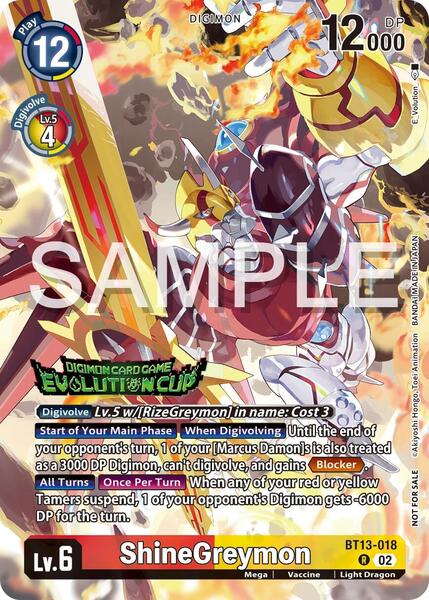 Play
12
DIGIMON
12000
DP
Digivolve
Lv.5
4
E_Volution_
SAMPLE
DIGIMON CARD GAME
EVOLUTION CUP
Digivolve Lv.5 w/[RizeGreymon] in name: Cost 3
Start of Your Main Phase When Digivolving Until the end of
your opponent's turn, 1 of your [Marcus Damon]s is also treated
as a 3000 DP Digimon, can't digivolve, and gains Blocker.
All Turns Once Per Turn When any of your red or yellow
Tamers suspend, 1 of your opponent's Digimon gets -6000
DP for the turn.
©Akiyoshi Hongo, Toei Animation BANDAI MADE IN JAPAN
NOT FOR SALE
Lv.6
ShineGreymon
BT13-018
R 02
Mega Vaccine Light Dragon